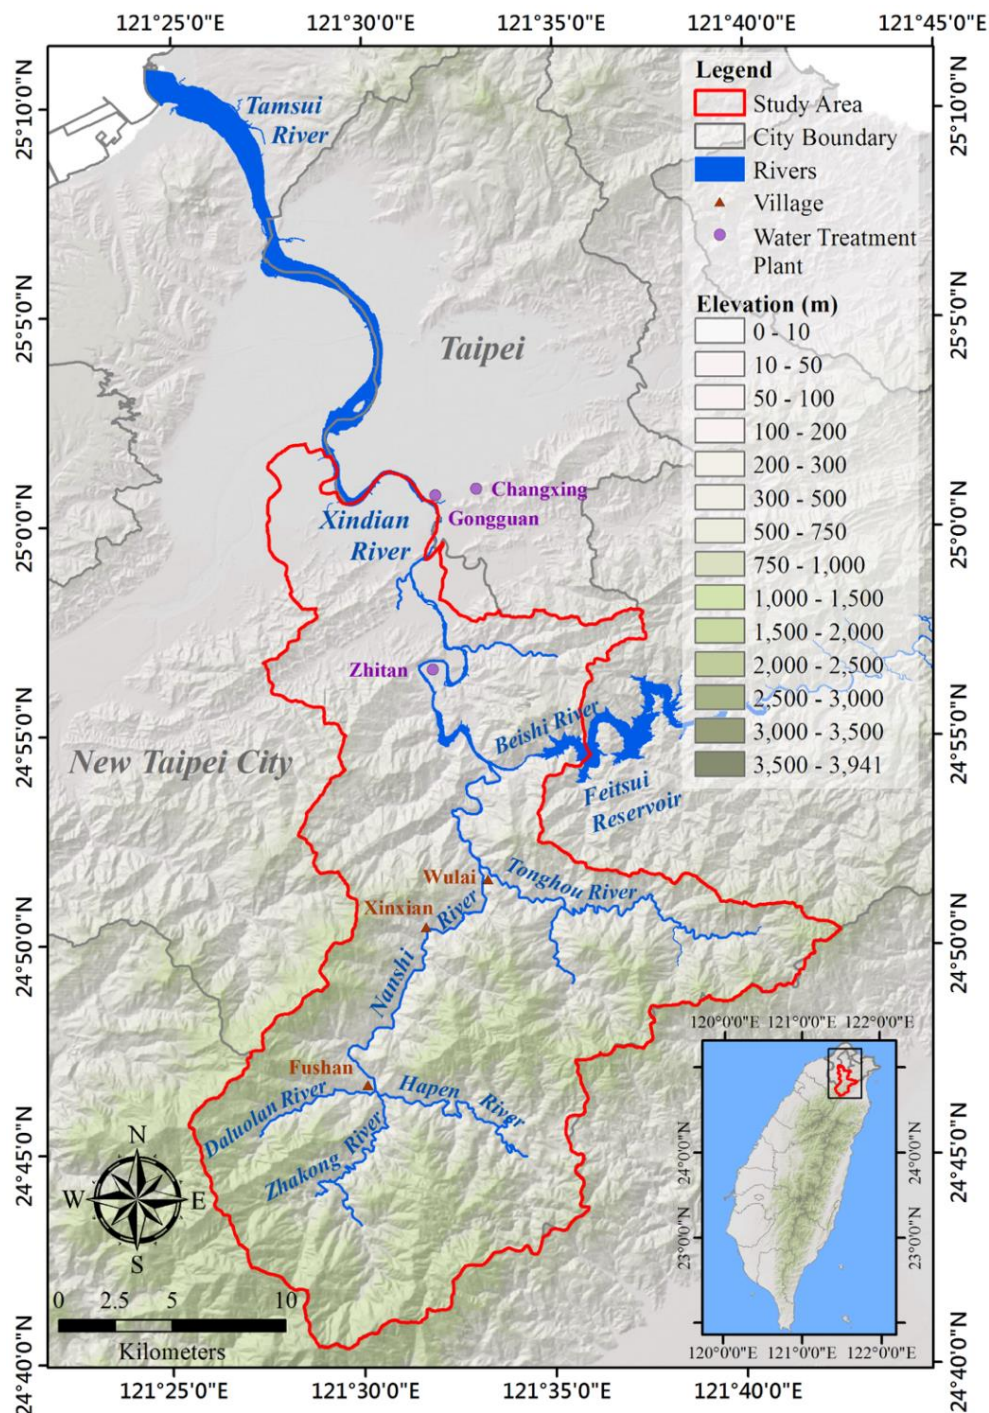 121°25'0"E 121°30'0"E 121°35'0"E 121°40'0"E 121°45'0"E
25°10'0"N
25°5'0"N
25°0'0"N
24°55'0"N
24°50'0"N
24°45'0"N
24°40'0"N
Tamsui
River
Taipei
Changxing
Gongguan
Xindian
River
Zhitan
Beishi River
New Taipei City
Feitsui
Reservoir
Wulai
Tonghou River
Xinxian
Nanshi River
Fushan
Hapen River
Daluolan River
Zhakong River
Legend
Study Area
City Boundary
Rivers
Village
Water Treatment
Plant
Elevation (m)
0 - 10
10 - 50
50 - 100
100 - 200
200 - 300
300 - 500
500 - 750
750 - 1,000
1,000 - 1,500
1,500 - 2,000
2,000 - 2,500
2,500 - 3,000
3,000 - 3,500
3,500 - 3,941
25°10'0"N
25°5'0"N
25°0'0"N
24°55'0"N
24°50'0"N
24°45'0"N
24°40'0"N
120°0'0"E 121°0'0"E 122°0'0"E
24°0'0"N
23°0'0"N
24°0'0"N
23°0'0"N
120°0'0"E 121°0'0"E 122°0'0"E
N
W E
S
0 2.5 5 10
Kilometers
121°25'0"E 121°30'0"E 121°35'0"E 121°40'0"E